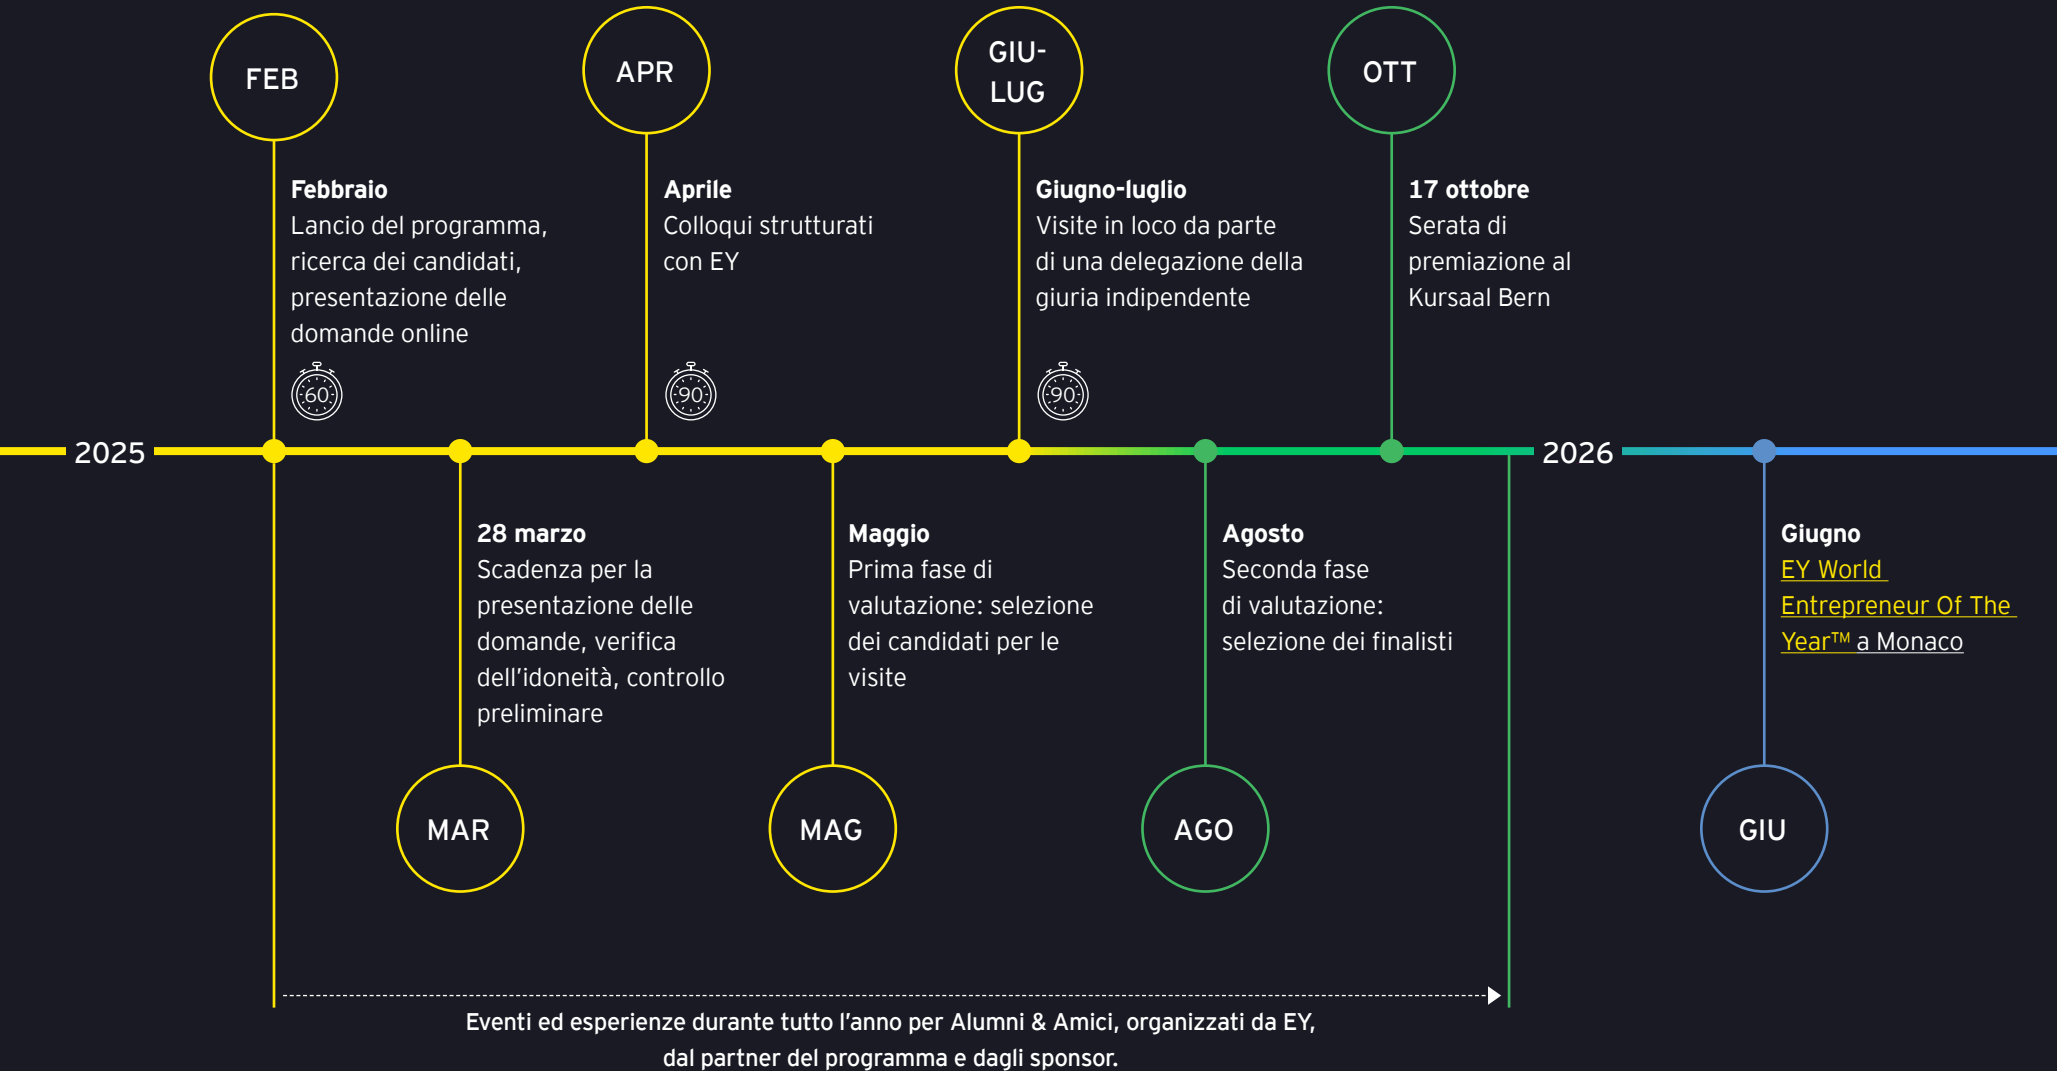 FEB
APR
GIU-
LUG
OTT
Febbraio
Lancio del programma,
ricerca dei candidati,
presentazione delle
domande online
60
Aprile
Colloqui strutturati
con EY
90
Giugno-luglio
Visite in loco da parte
di una delegazione della
giuria indipendente
90
17 ottobre
Serata di
premiazione al
Kursaal Bern
2025
2026
28 marzo
Scadenza per la
presentazione delle
domande, verifica
dell'idoneità, controllo
preliminare
Maggio
Prima fase di
valutazione: selezione
dei candidati per le
visite
Agosto
Seconda fase
di valutazione:
selezione dei finalisti
Giugno
EY World
Entrepreneur Of The
Year™ a Monaco
MAR
MAG
AGO
GIU
Eventi ed esperienze durante tutto l'anno per Alumni & Amici, organizzati da EY,
dal partner del programma e dagli sponsor.